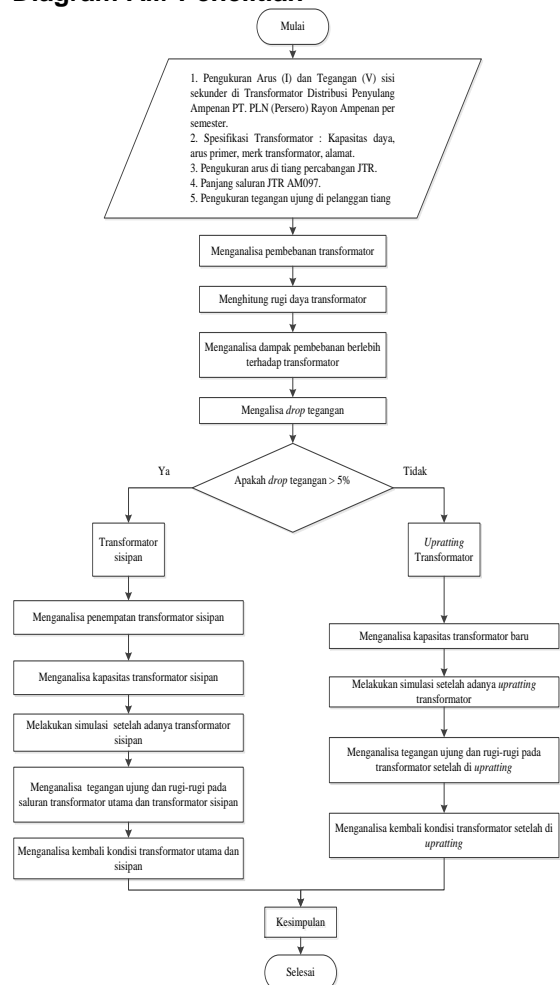 Mulai
1. Pengukuran Arus (I) dan Tegangan (V) sisi
sekunder di Transformator Distribusi Penyulang
Ampenan PT. PLN (Persero) Rayon Ampenan per
semester.
2. Spesifikasi Transformator : Kapasitas daya,
arus primer, merk transformator, alamat.
3. Pengukuran arus di tiang percabangan JTR.
4. Panjang saluran JTR AM097.
5. Pengukuran tegangan ujung di pelanggan tiang
Menganalisa pembebanan transformator
Menghitung rugi daya transformator
Menganalisa dampak pembebanan berlebih
terhadap transformator
Mengalisa drop tegangan
Apakah drop tegangan > 5%
Ya
Tidak
Transformator
sisipan
Menganalisa penempatan transformator sisipan
Menganalisa kapasitas transformator sisipan
Melakukan simulasi setelah adanya transformator
sisipan
Menganalisa tegangan ujung dan rugi-rugi pada
saluran transformator utama dan transformator sisipan
Menganalisa kembali kondisi transformator utama dan
sisipan
Upratting
Transformator
Menganalisa kapasitas transformator baru
Melakukan simulasi setelah adanya upratting
transformator
Menganalisa tegangan ujung dan rugi-rugi pada
transformator setelah di upratting
Menganalisa kembali kondisi transformator setelah di
upratting
Kesimpulan
Selesai